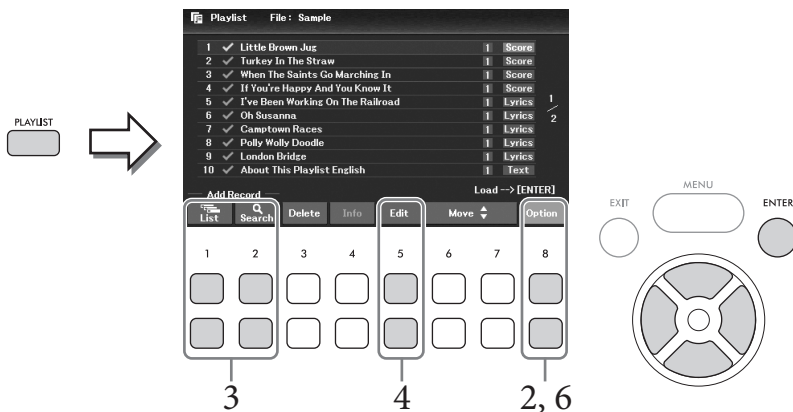 PLAYLIST
Playlist File : Sample
1 Little Brown Jug 1 Score
2 Turkey In The Straw 1 Score
3 When The Saints Go Marching In 1 Score
4 If You're Happy And You Know It 1 Score
5 I've Been Working On The Railroad 1 Lyrics
6 Oh Susanna 1 Lyrics
7 Camptown Races 1 Lyrics
8 Polly Wolly Doodle 1 Lyrics
9 London Bridge 1 Lyrics
10 About This Playlist English 1 Text
1/2
Add Record Load --> [ENTER]
List Search Delete Info Edit Move Option
1 2 3 4 5 6 7 8
3 4 2, 6
MENU
EXIT ENTER